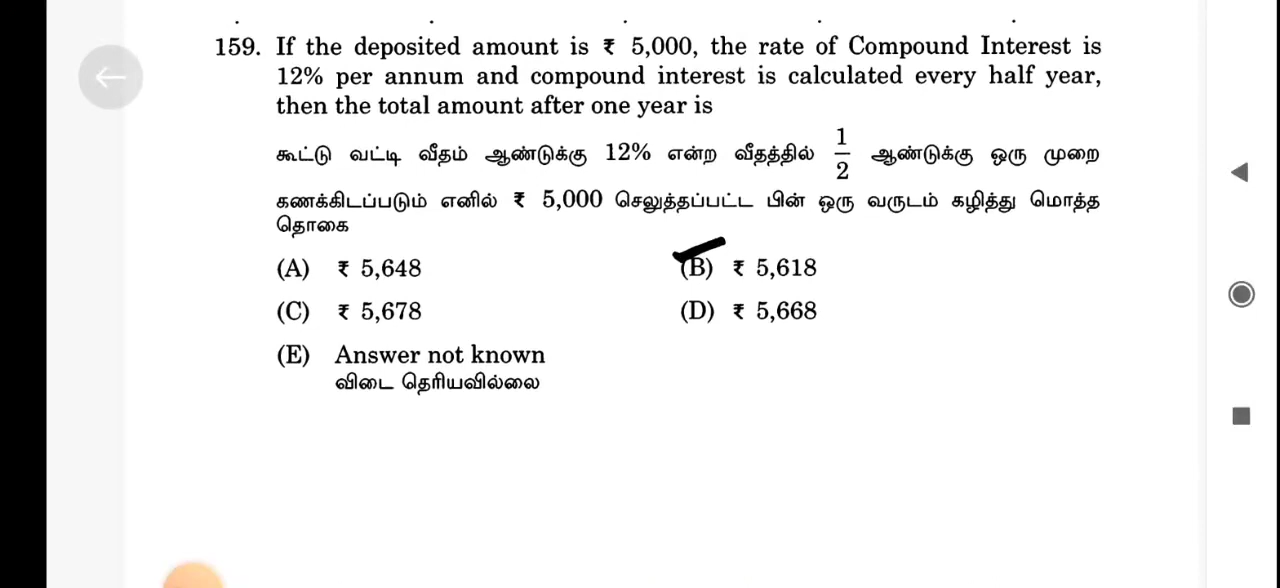 159. If the deposited amount is ₹ 5,000, the rate of Compound Interest is
12% per annum and compound interest is calculated every half year,
then the total amount after one year is
கூட்டு வட்டி வீதம் ஆண்டுக்கு 12% என்ற வீதத்தில் 1/2 ஆண்டுக்கு ஒரு முறை
கணக்கிடப்படும் எனில் ₹ 5,000 செலுத்தப்பட்ட பின் ஒரு வருடம் கழித்து மொத்த
தொகை
(A) ₹ 5,648 (B) ₹ 5,618
(C) ₹ 5,678 (D) ₹ 5,668
(E) Answer not known
விடை தெரியவில்லை